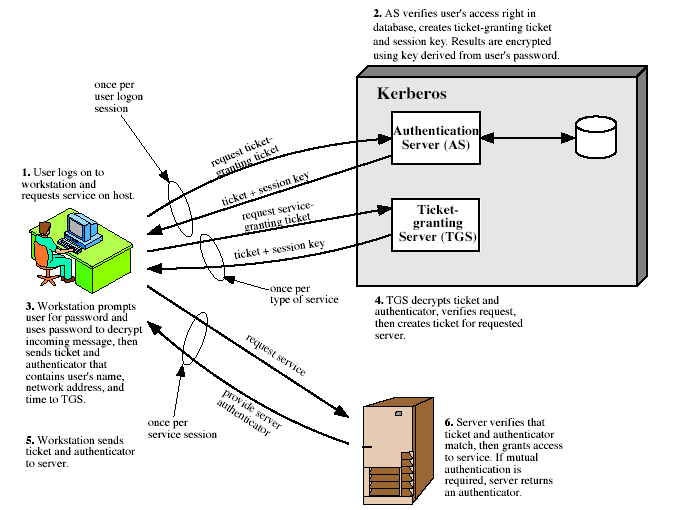 2. AS verifies user's access right in
database, creates ticket-granting ticket
and session key. Results are encrypted
using key derived from user's password.
once per
user logon
session
Kerberos
Authentication
Server (AS)
request ticket-
granting ticket
1. User logs on to
workstation and
requests service on host.
ticket + session key
request service-
granting ticket
Ticket-
granting
Server (TGS)
ticket + session key
once per
type of service
3. Workstation prompts
user for password and
uses password to decrypt
incoming message, then
sends ticket and
authenticator that
contains user's name,
network address, and
time to TGS.
4. TGS decrypts ticket and
authenticator, verifies request,
then creates ticket for requested
server.
request service
provide server
authenticator
once per
service session
5. Workstation sends
ticket and authenticator
to server.
6. Server verifies that
ticket and authenticator
match, then grants access
to service. If mutual
authentication is
required, server returns
an authenticator.